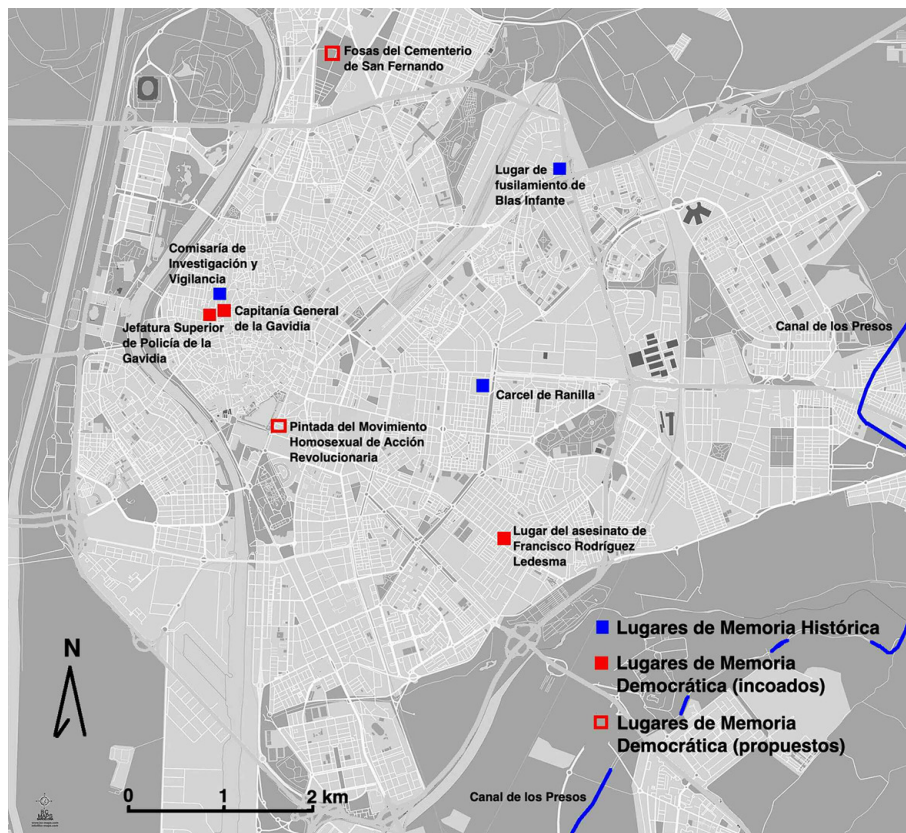 Fosas del Cementerio
de San Fernando
Lugar de
fusilamiento de
Blas Infante
Comisaría de
Investigación y
Vigilancia
Capitanía General
de la Gavidia
Jefatura Superior
de Policía de la
Gavidia
Canal de los Presos
Carcel de Ranilla
Pintada del Movimiento
Homosexual de Acción
Revolucionaria
Lugar del asesinato de
Francisco Rodríguez
Ledesma
Lugares de Memoria Histórica
Lugares de Memoria
Democrática (incoados)
Lugares de Memoria
Democrática (propuestos)
N
0 1 2 km
Canal de los Presos
MAPS